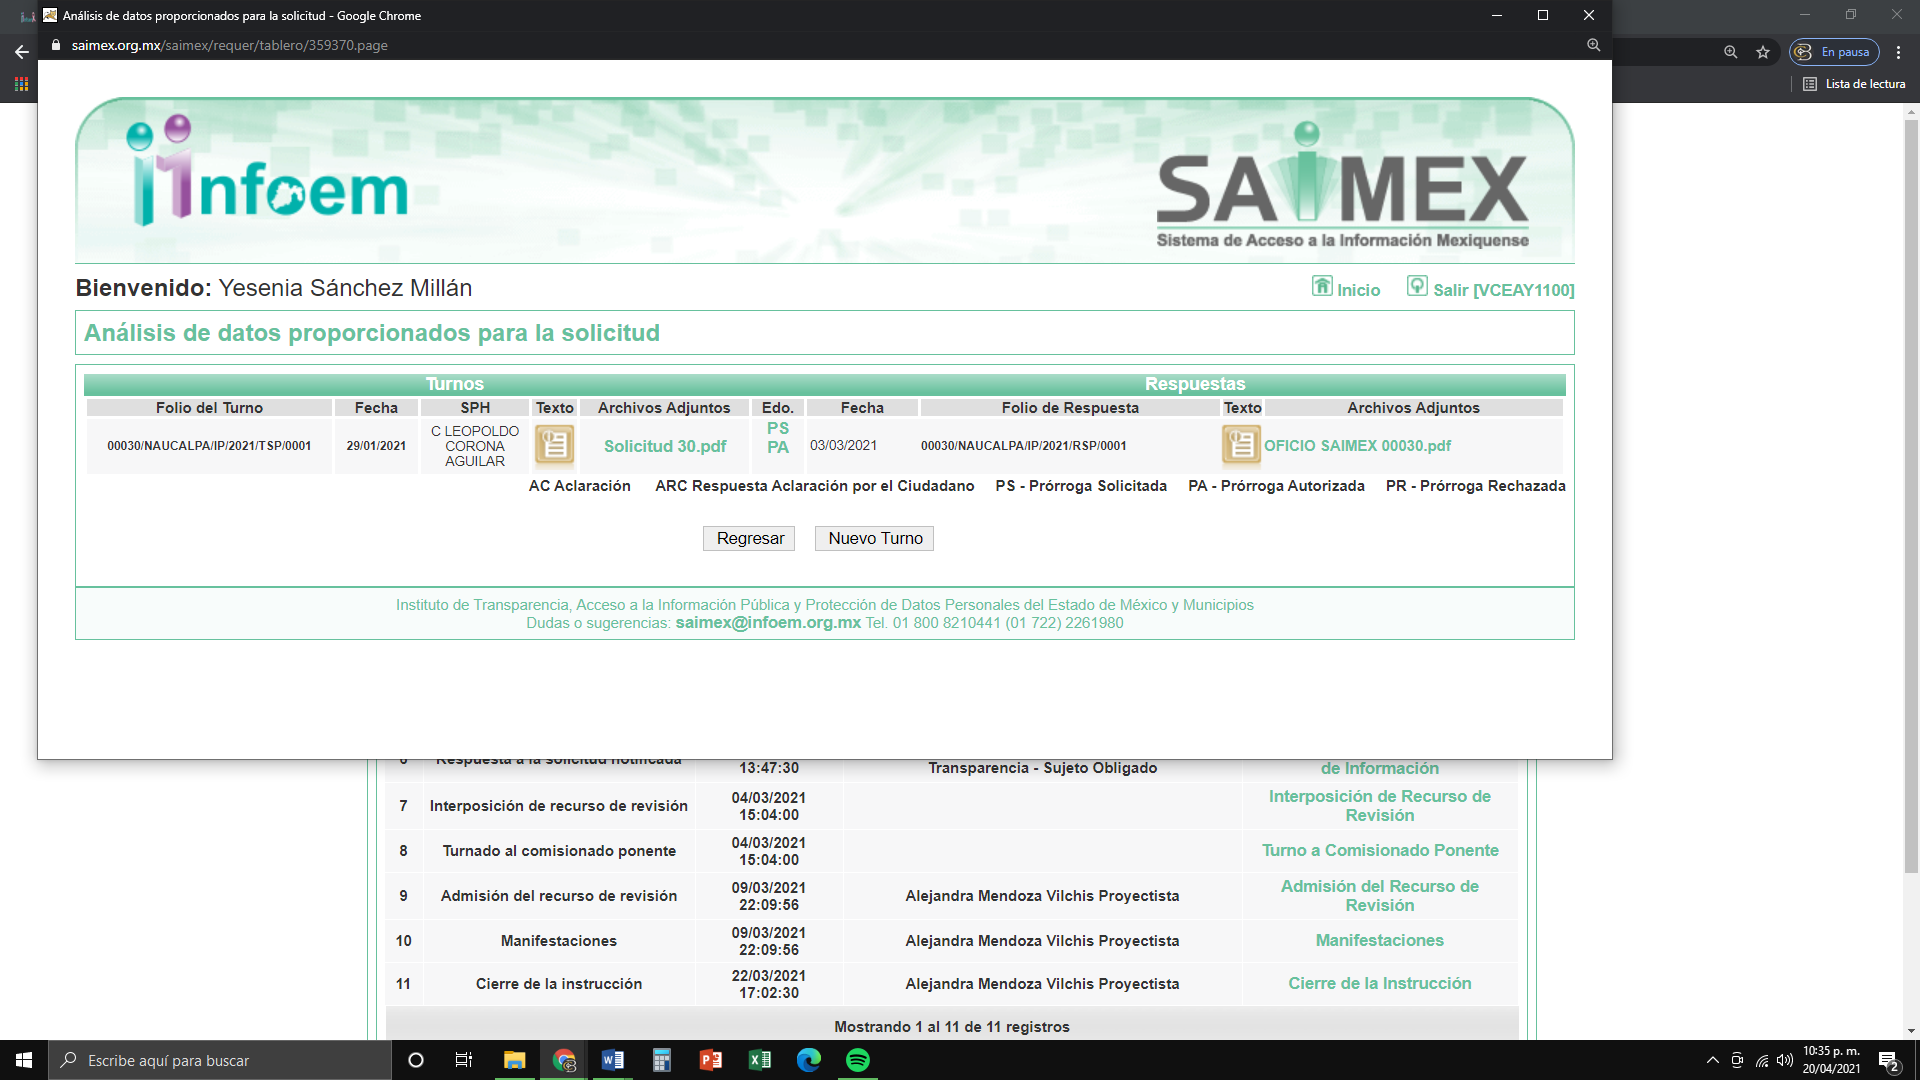 Análisis de datos proporcionados para la solicitud - Google Chrome
saimex.org.mx/saimex/requer/tablero/359370.page
En pausa
Lista de lectura
infoem
SAIMEX
Sistema de Acceso a la Información Mexiquense
Bienvenido: Yesenia Sánchez Millán
Inicio
Salir [VCEAY1100]
Análisis de datos proporcionados para la solicitud
Turnos
Respuestas
Folio del Turno Fecha SPH Texto Archivos Adjuntos Edo. Fecha Folio de Respuesta Texto Archivos Adjuntos
00030/NAUCALPA/IP/2021/TSP/0001 29/01/2021 C LEOPOLDO CORONA AGUILAR Solicitud 30.pdf PS PA 03/03/2021 00030/NAUCALPA/IP/2021/RSP/0001 OFICIO SAIMEX 00030.pdf
AC Aclaración ARC Respuesta Aclaración por el Ciudadano PS - Prórroga Solicitada PA - Prórroga Autorizada PR - Prórroga Rechazada
Regresar Nuevo Turno
Instituto de Transparencia, Acceso a la Información Pública y Protección de Datos Personales del Estado de México y Municipios
Dudas o sugerencias: saimex@infoem.org.mx Tel. 01 800 8210441 (01 722) 2261980
Respuesta a la solicitud notificada 13:47:30 Transparencia - Sujeto Obligado de Información
7 Interposición de recurso de revisión 04/03/2021 15:04:00 Interposición de Recurso de Revisión
8 Turnado al comisionado ponente 04/03/2021 15:04:00 Turno a Comisionado Ponente
9 Admisión del recurso de revisión 09/03/2021 22:09:56 Alejandra Mendoza Vilchis Proyectista Admisión del Recurso de Revisión
10 Manifestaciones 09/03/2021 22:09:56 Alejandra Mendoza Vilchis Proyectista Manifestaciones
11 Cierre de la instrucción 22/03/2021 17:02:30 Alejandra Mendoza Vilchis Proyectista Cierre de la Instrucción
Mostrando 1 al 11 de 11 registros
Escribe aquí para buscar
10:35 p. m.
20/04/2021
2